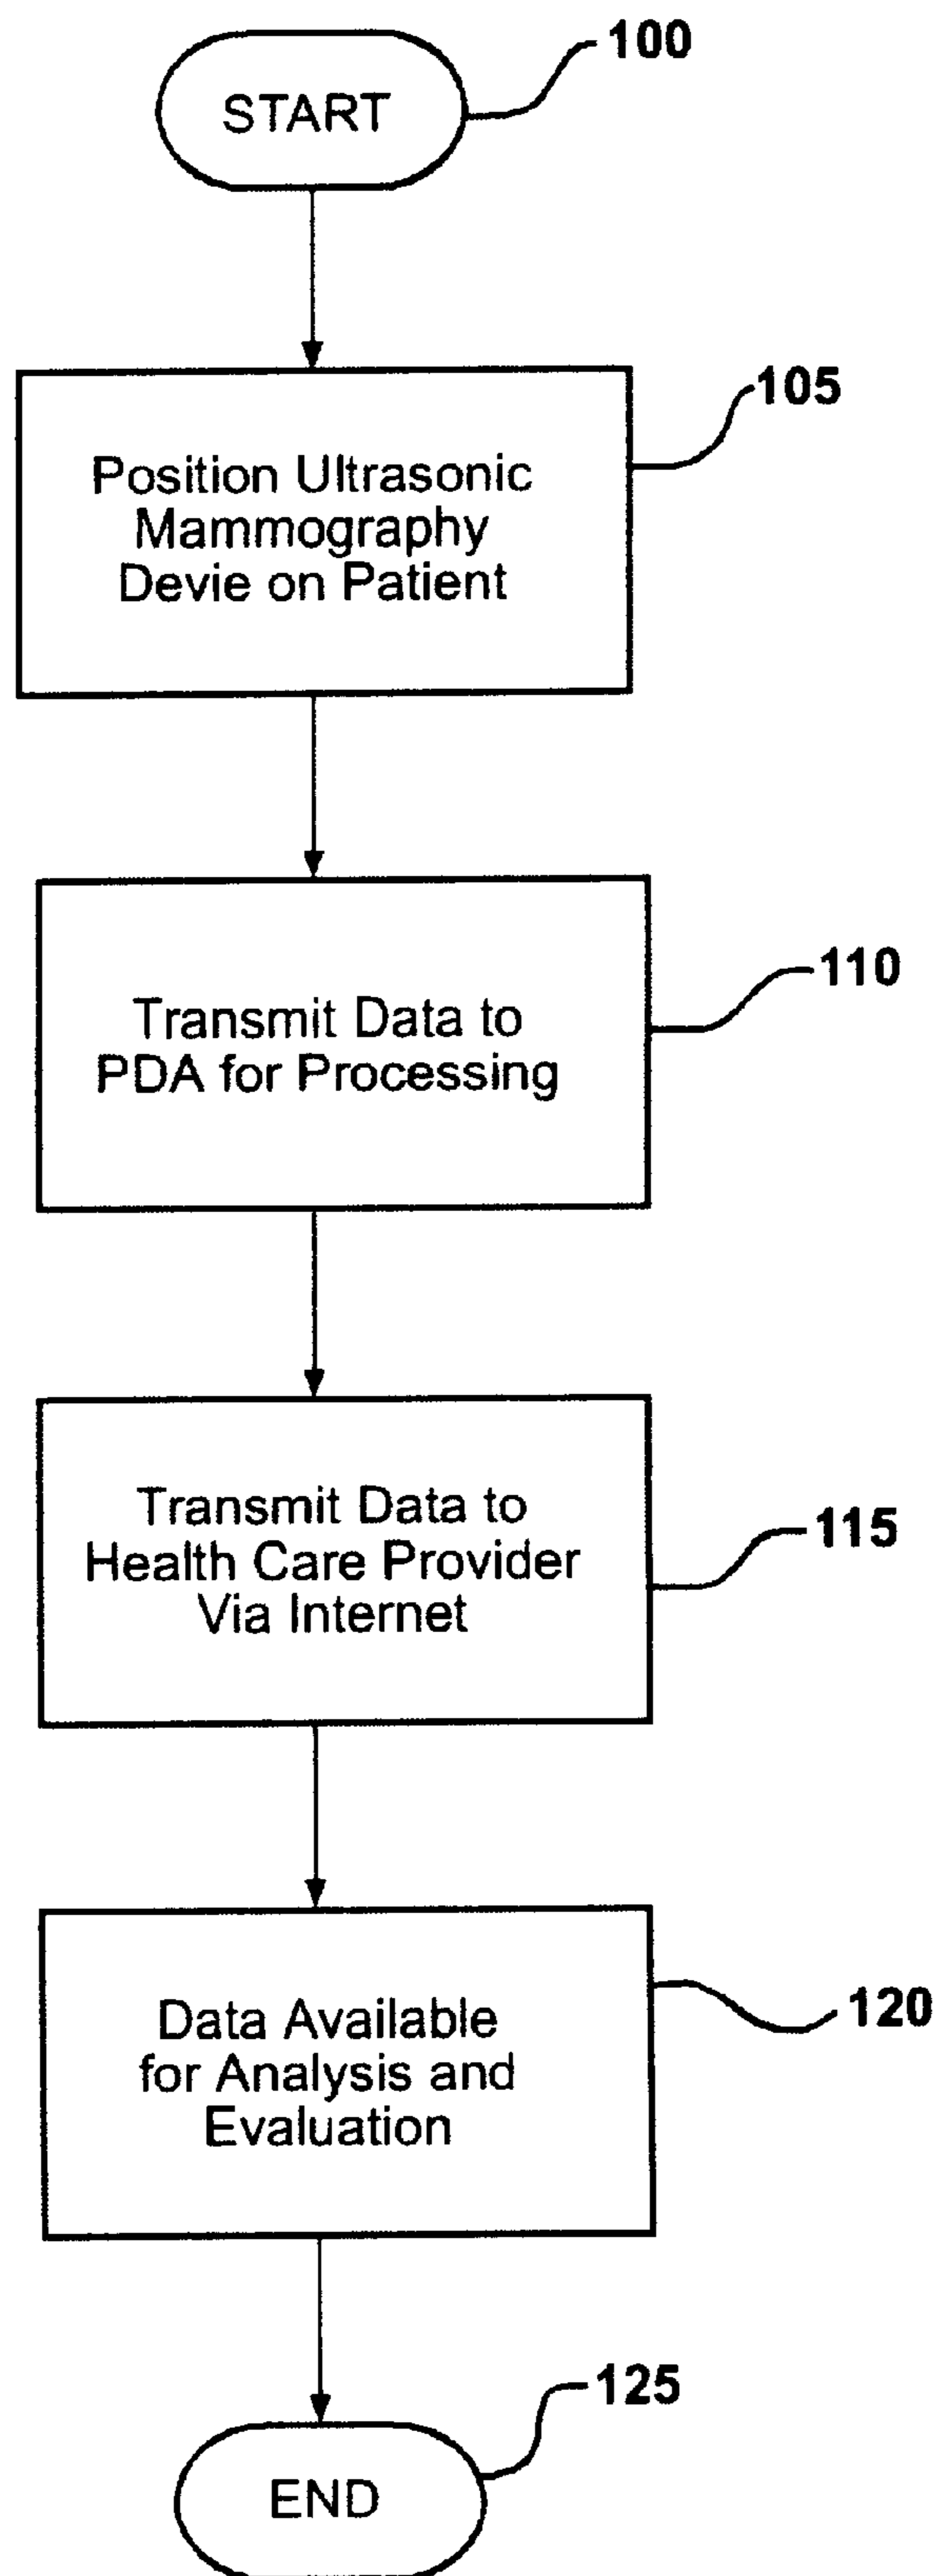 START
100
Position Ultrasonic
Mammography
Devie on Patient
105
Transmit Data to
PDA for Processing
110
Transmit Data to
Health Care Provider
Via Internet
115
Data Available
for Analysis and
Evaluation
120
END
125